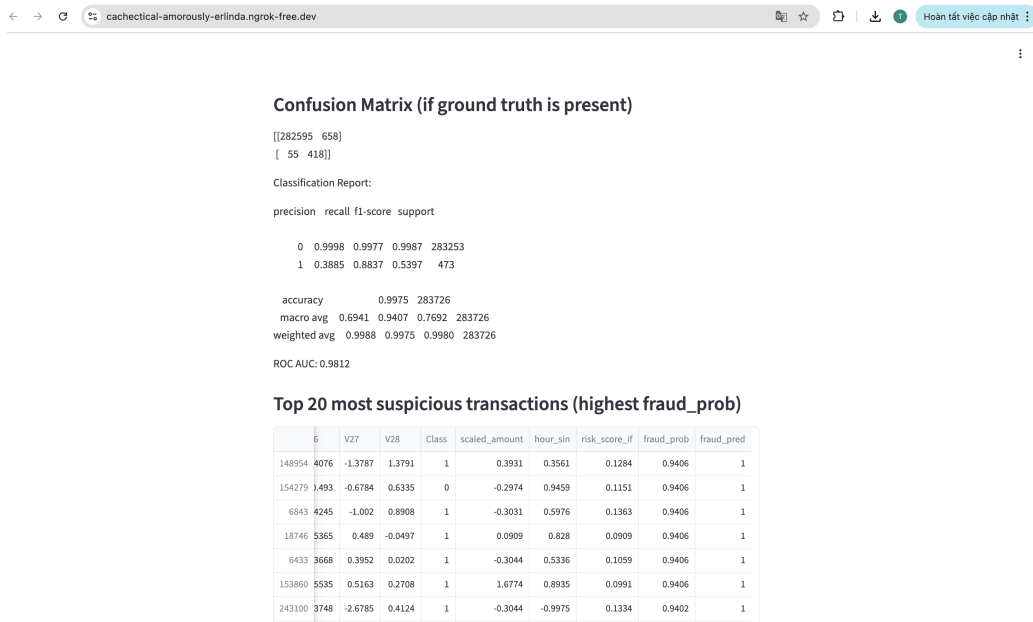 cachectical-amorously-erlinda.ngrok-free.dev
T
Hoàn tất việc cập nhật
Confusion Matrix (if ground truth is present)
[[282595 658]
[ 55 418]]
Classification Report:
precision recall f1-score support
0 0.9998 0.9977 0.9987 283253
1 0.3885 0.8837 0.5397 473
accuracy 0.9975 283726
macro avg 0.6941 0.9407 0.7692 283726
weighted avg 0.9988 0.9975 0.9980 283726
ROC AUC: 0.9812
Top 20 most suspicious transactions (highest fraud_prob)
6 V27 V28 Class scaled_amount hour_sin risk_score_if fraud_prob fraud_pred
148954 4076 -1.3787 1.3791 1 0.3931 0.3561 0.1284 0.9406 1
154279 0.493 -0.6784 0.6335 0 -0.2974 0.9459 0.1151 0.9406 1
6843 4245 -1.002 0.8908 1 -0.3031 0.5976 0.1363 0.9406 1
18746 5365 0.489 -0.0497 1 0.0909 0.828 0.0909 0.9406 1
6433 3668 0.3952 0.0202 1 -0.3044 0.5336 0.1059 0.9406 1
153860 5535 0.5163 0.2708 1 1.6774 0.8935 0.0991 0.9406 1
243100 3748 -2.6785 0.4124 1 -0.3044 -0.9975 0.1334 0.9402 1